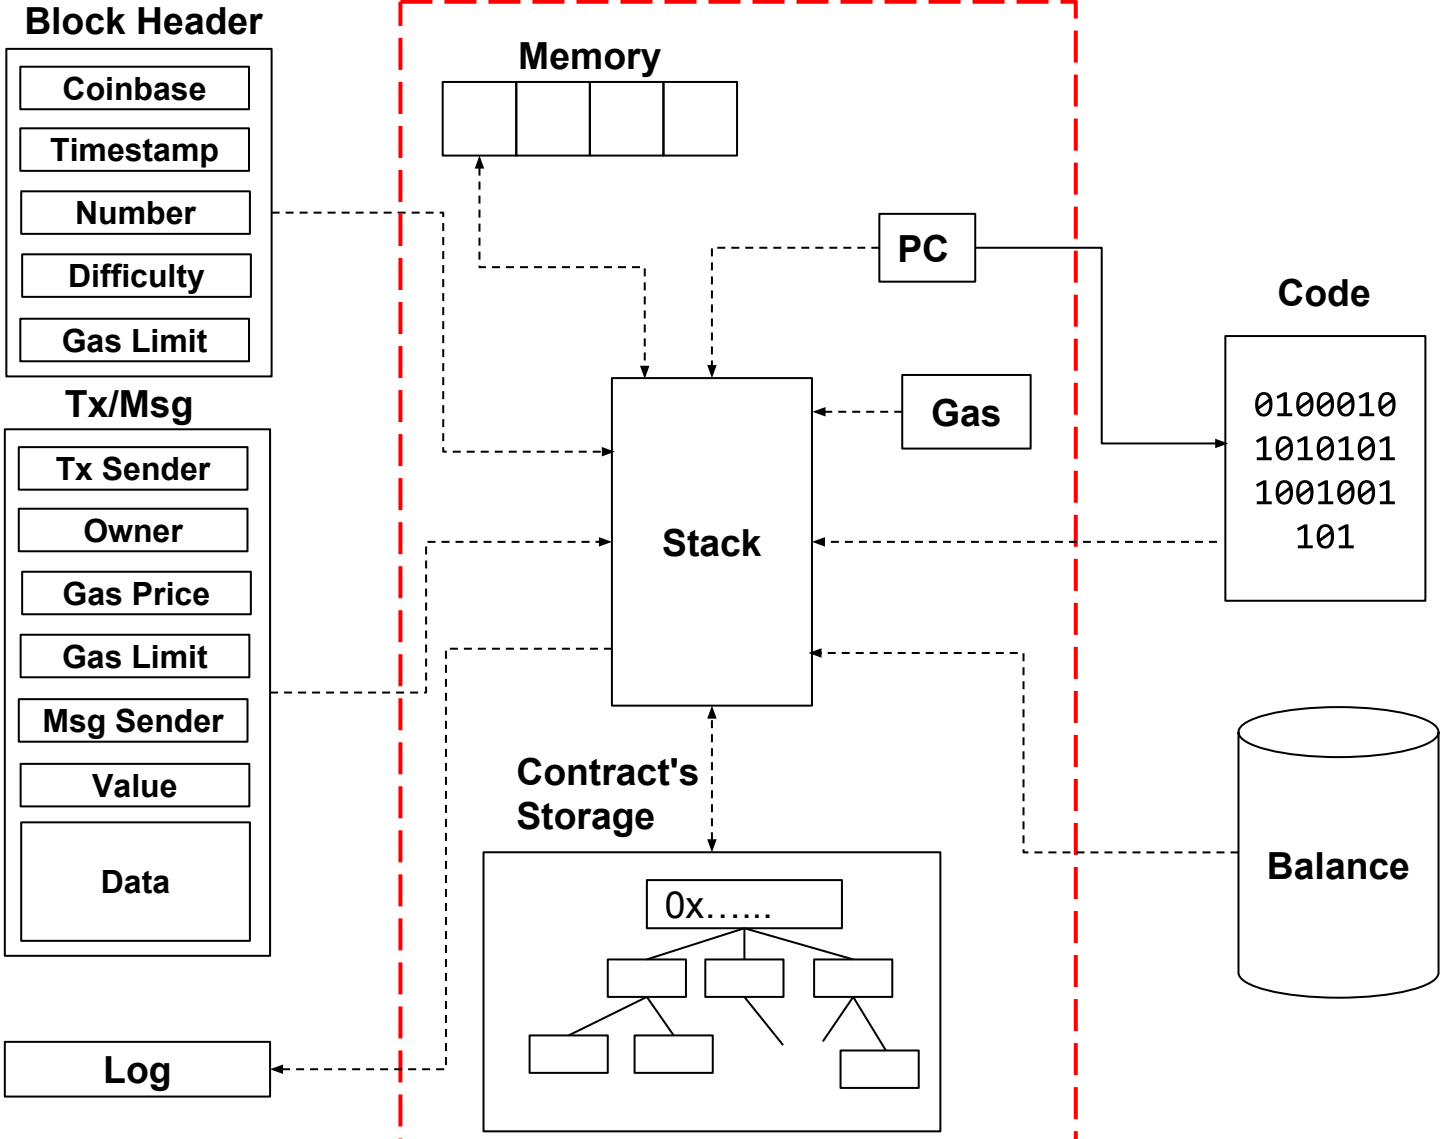 Block Header
Coinbase
Timestamp
Number
Difficulty
Gas Limit
Tx/Msg
Tx Sender
Owner
Gas Price
Gas Limit
Msg Sender
Value
Data
Log
Memory
PC
Gas
Stack
Contract's
Storage
0x……
Code
0100010
1010101
1001001
101
Balance